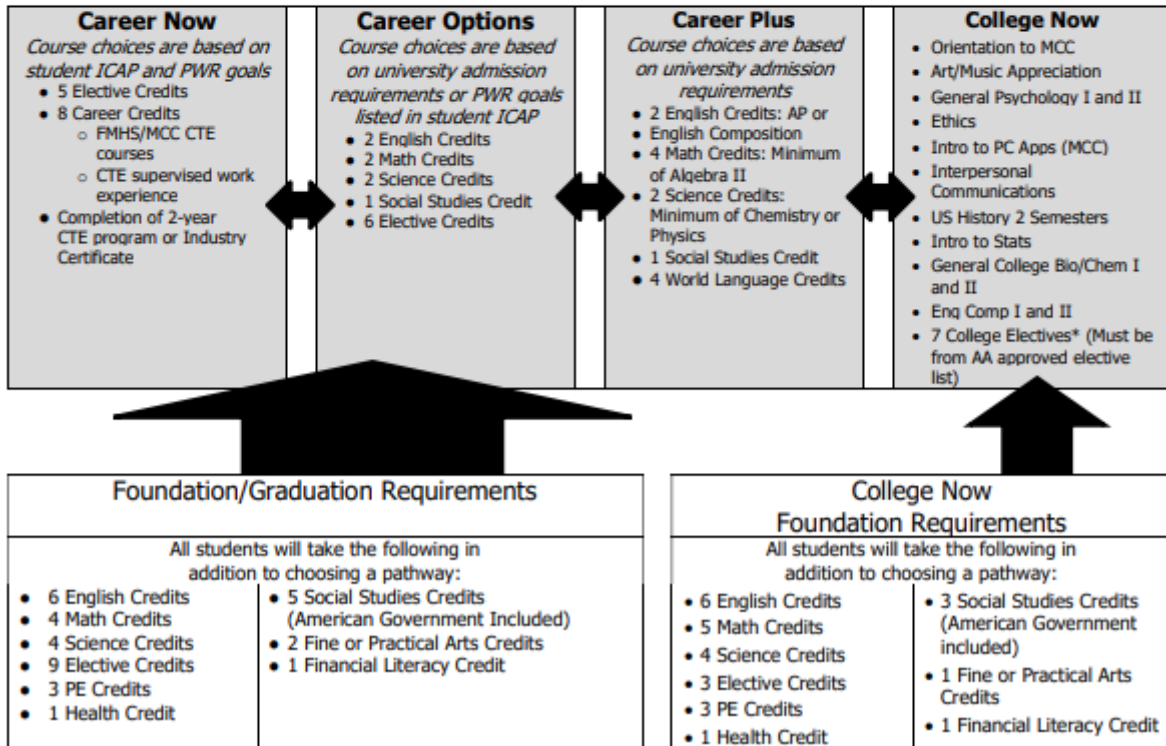 Career Now
Course choices are based on
student ICAP and PWR goals
● 5 Elective Credits
● 8 Career Credits
○ FMHS/MCC CTE
courses
○ CTE supervised work
experience
● Completion of 2-year
CTE program or Industry
Certificate
Career Options
Course choices are based
on university admission
requirements or PWR goals
listed in student ICAP
● 2 English Credits
● 2 Math Credits
● 2 Science Credits
● 1 Social Studies Credit
● 6 Elective Credits
Career Plus
Course choices are based
on university admission
requirements
● 2 English Credits: AP or
● English Composition
● 4 Math Credits: Minimum
of Algebra II
● 2 Science Credits:
Minimum of Chemistry or
Physics
● 1 Social Studies Credit
● 4 World Language Credits
College Now
• Orientation to MCC
• Art/Music Appreciation
• General Psychology I and II
• Ethics
• Intro to PC Apps (MCC)
• Interpersonal
Communications
• US History 2 Semesters
• Intro to Stats
• General College Bio/Chem I
and II
• Eng Comp I and II
• 7 College Electives* (Must be
from AA approved elective
list)
Foundation/Graduation Requirements
All students will take the following in
addition to choosing a pathway:
● 6 English Credits
● 4 Math Credits
● 4 Science Credits
● 9 Elective Credits
● 3 PE Credits
● 1 Health Credit
● 5 Social Studies Credits
(American Government Included)
● 2 Fine or Practical Arts Credits
● 1 Financial Literacy Credit
College Now
Foundation Requirements
All students will take the following in
addition to choosing a pathway:
• 6 English Credits
• 5 Math Credits
• 4 Science Credits
• 3 Elective Credits
• 3 PE Credits
• 1 Health Credit
• 3 Social Studies Credits
(American Government
included)
• 1 Fine or Practical Arts
Credits
• 1 Financial Literacy Credit